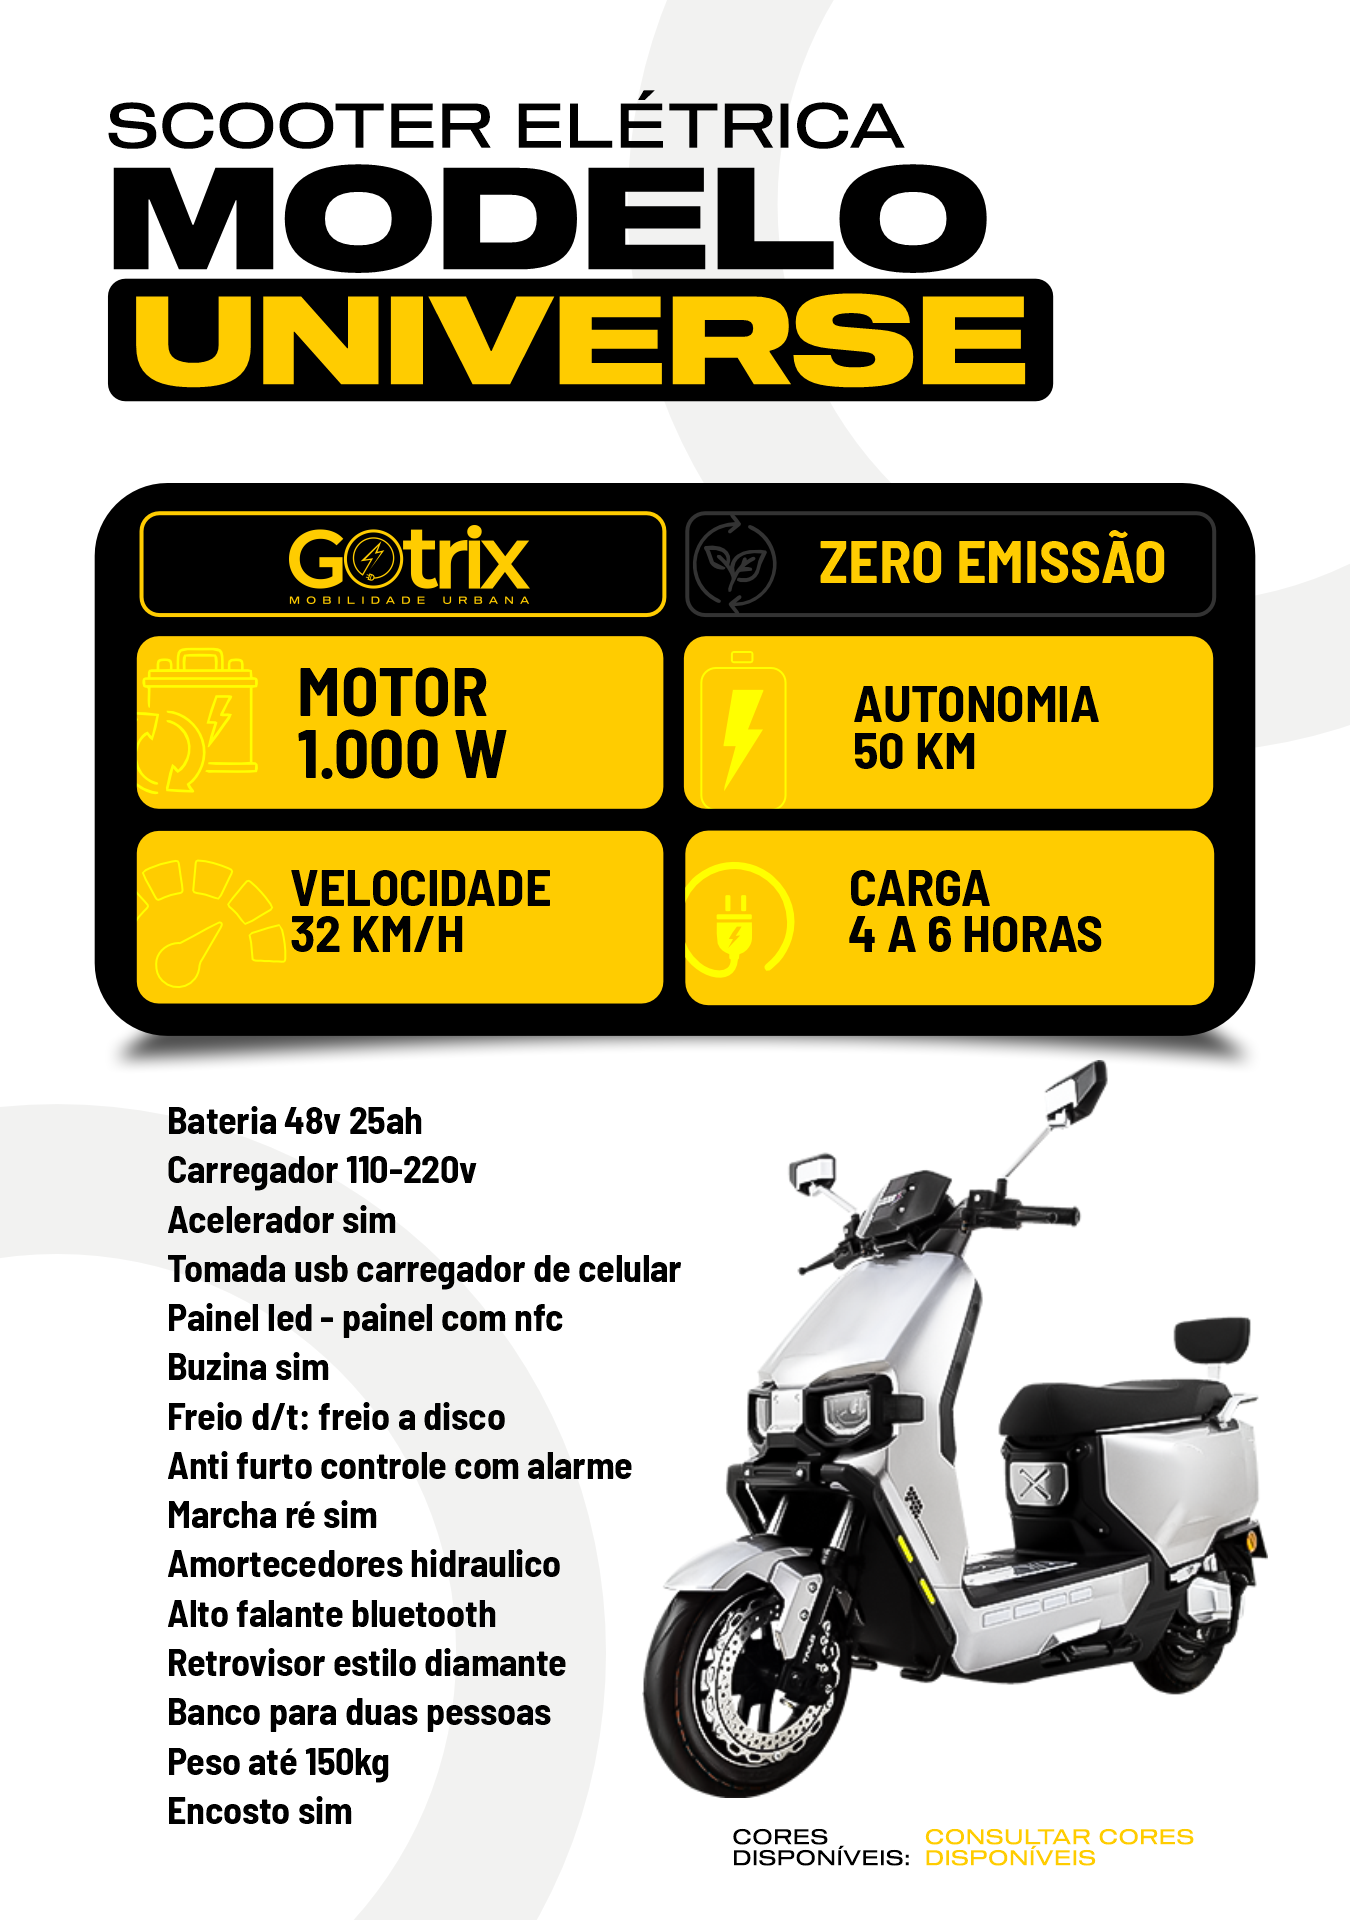 SCOOTER ELÉTRICA
MODELO
UNIVERSE
GOtrix
MOBILIDADE URBANA
ZERO EMISSÃO
MOTOR
1.000 W
AUTONOMIA
50 KM
VELOCIDADE
32 KM/H
CARGA
4 A 6 HORAS
Bateria 48v 25ah
Carregador 110-220v
Acelerador sim
Tomada usb carregador de celular
Painel led - painel com nfc
Buzina sim
Freio d/t: freio a disco
Anti furto controle com alarme
Marcha ré sim
Amortecedores hidraulico
Alto falante bluetooth
Retrovisor estilo diamante
Banco para duas pessoas
Peso até 150kg
Encosto sim
CORES
DISPONÍVEIS:
CONSULTAR CORES
DISPONÍVEIS